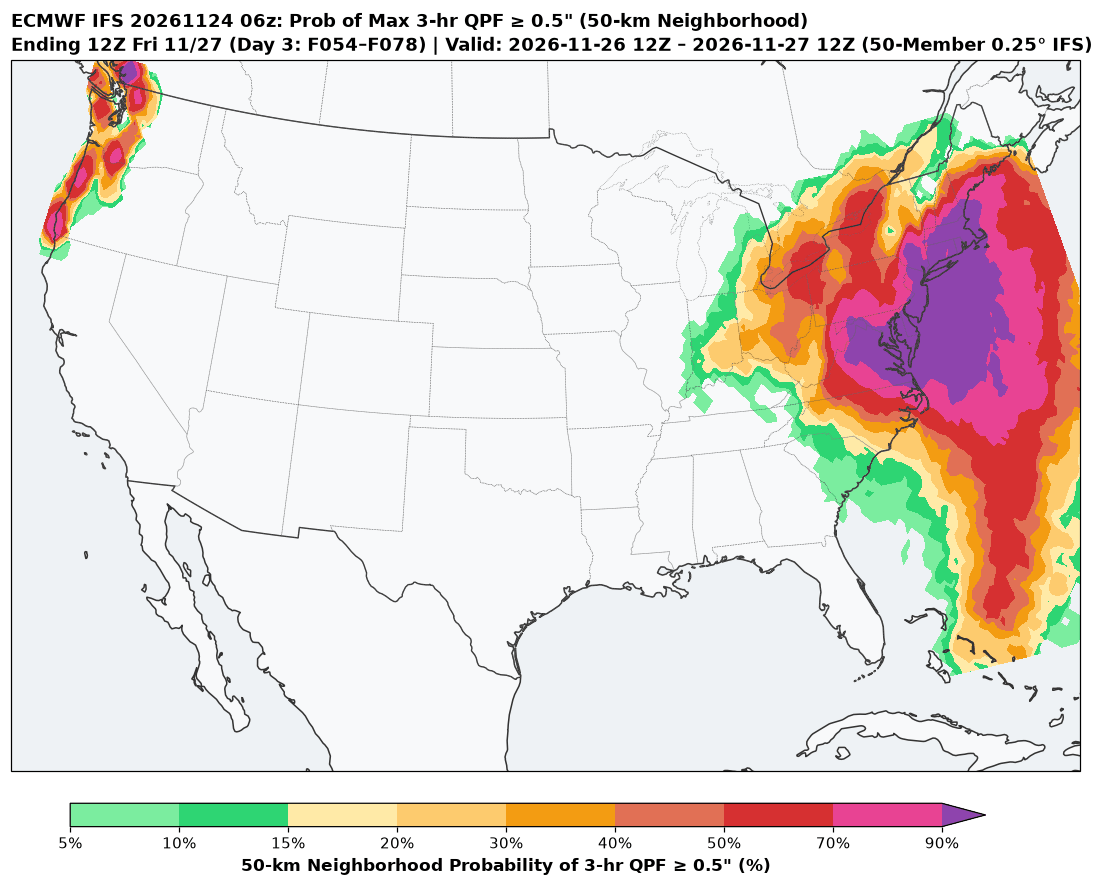 ECMWF IFS 20261124 06z: Prob of Max 3-hr QPF ≥ 0.5" (50-km Neighborhood)
Ending 12Z Fri 11/27 (Day 3: F054–F078) | Valid: 2026-11-26 12Z – 2026-11-27 12Z (50-Member 0.25° IFS)
5% 10% 15% 20% 30% 40% 50% 70% 90%
50-km Neighborhood Probability of 3-hr QPF ≥ 0.5" (%)